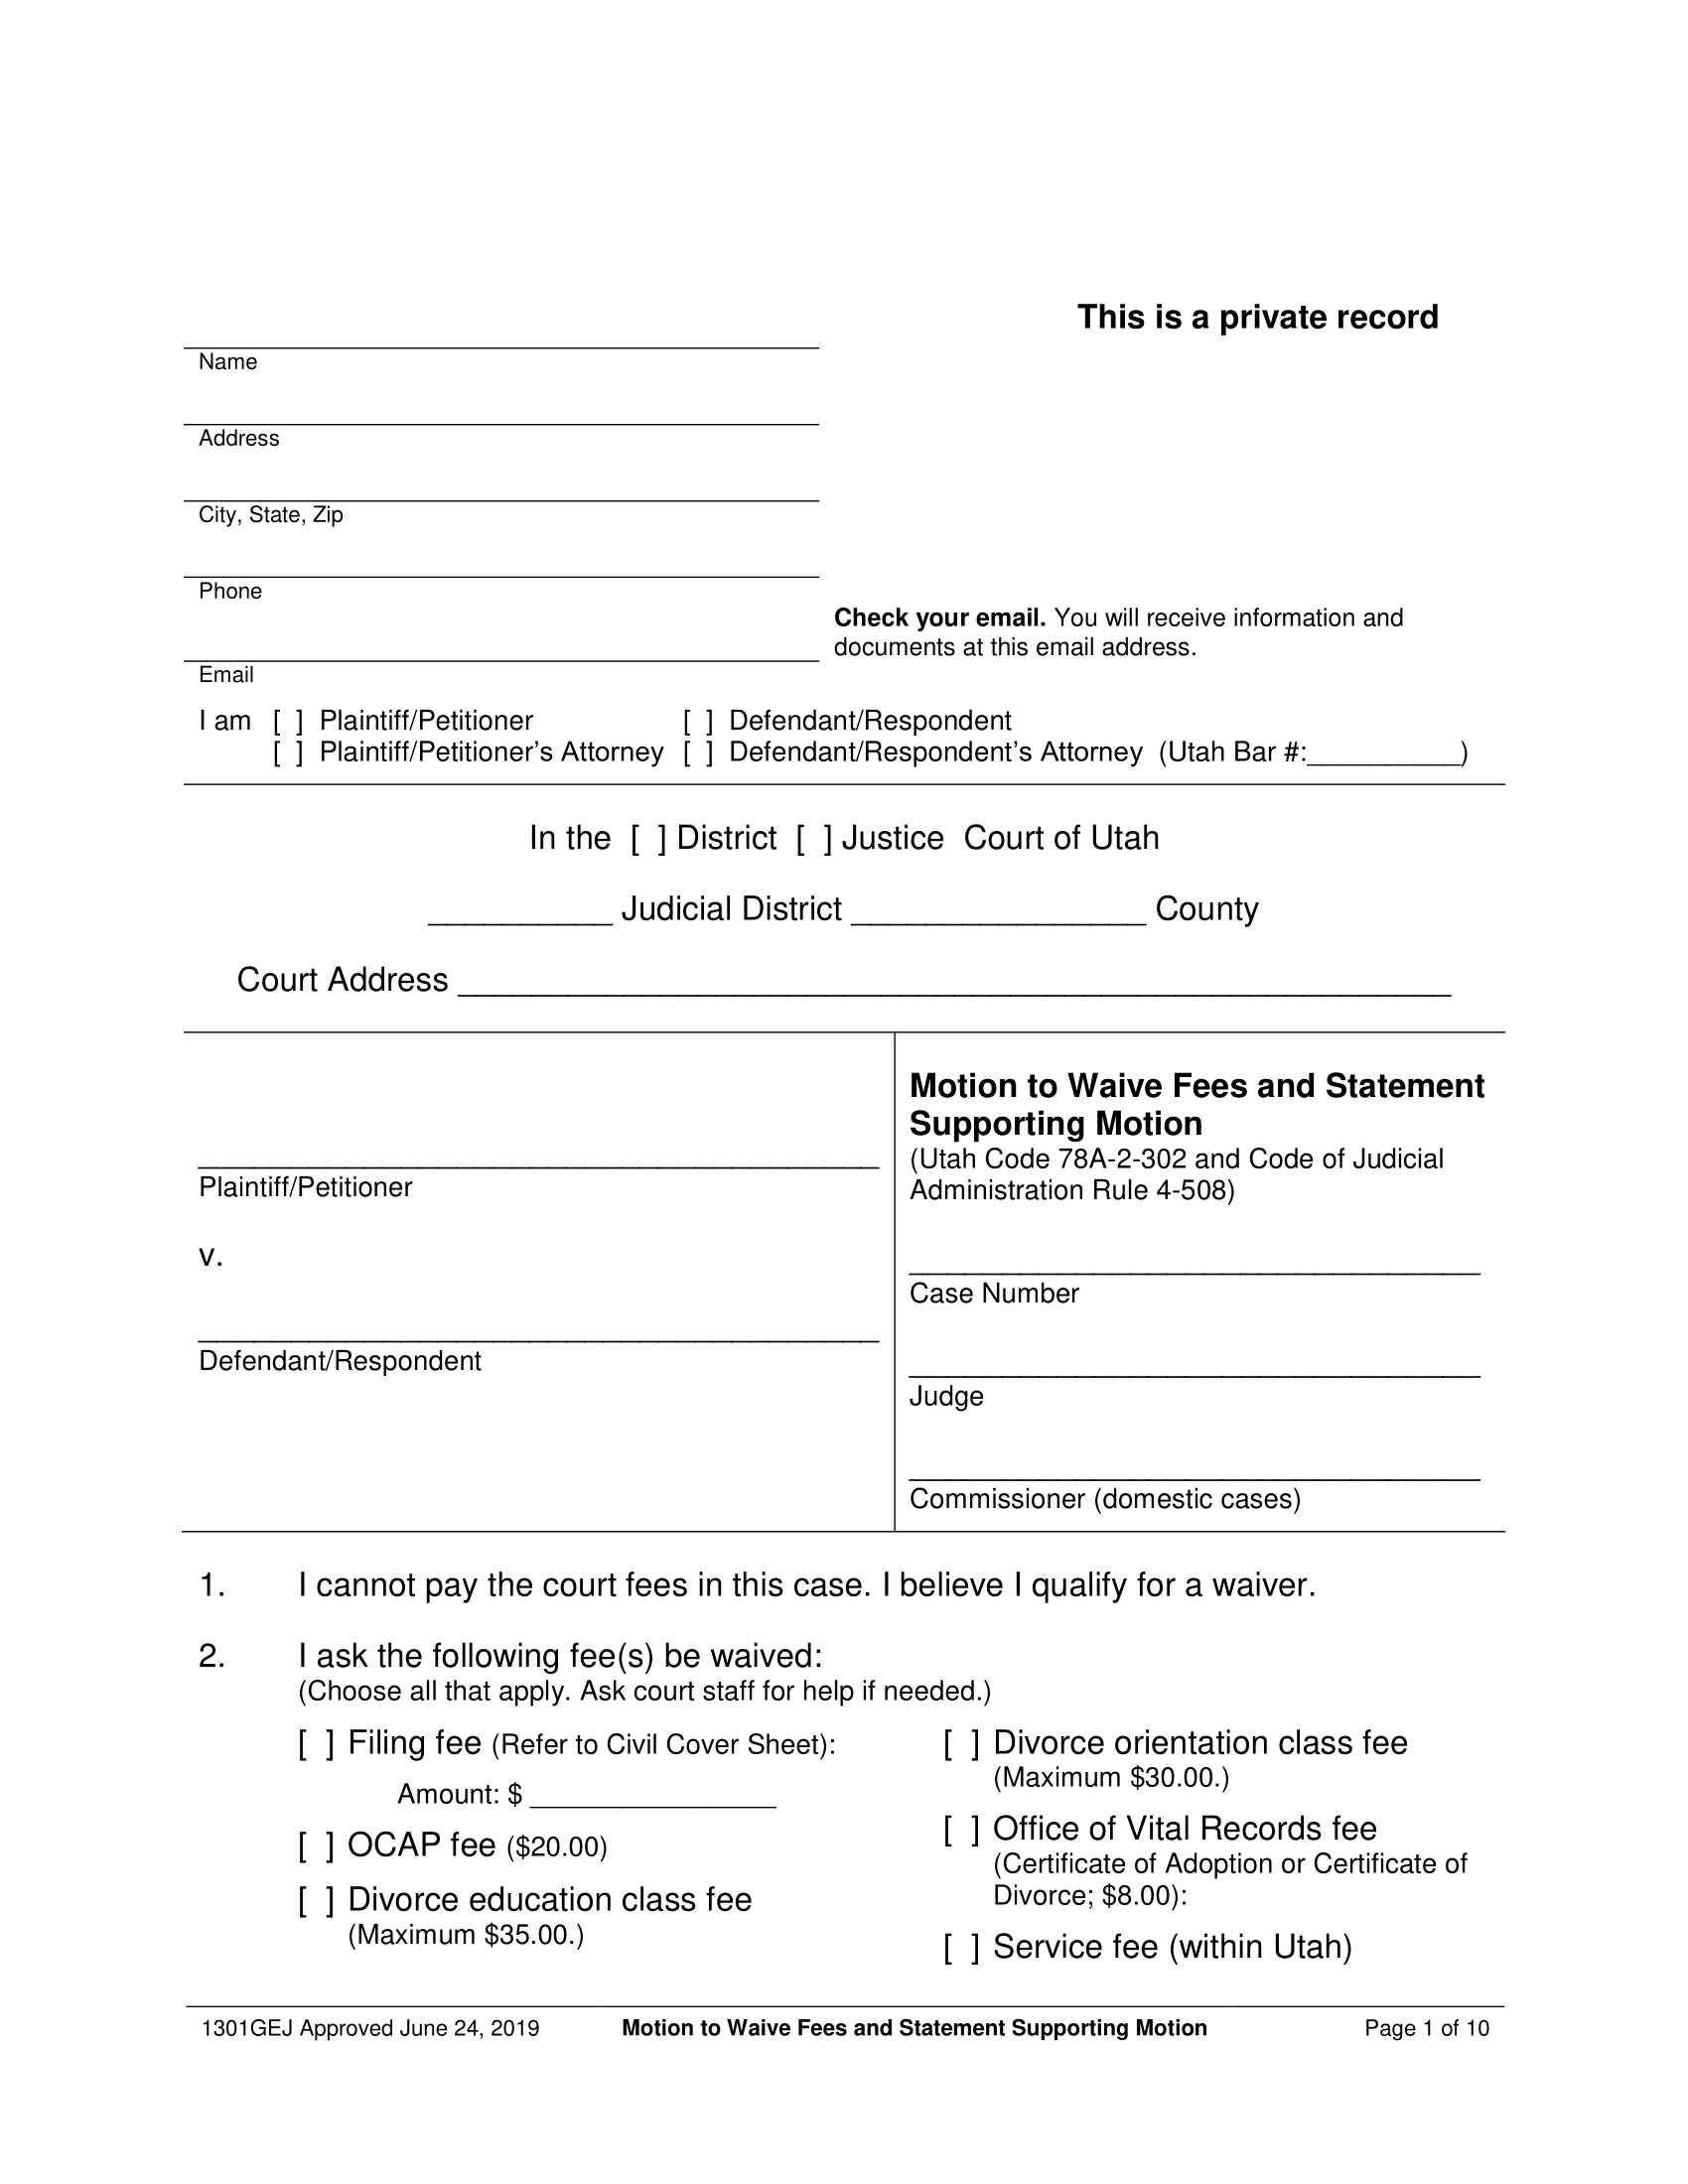 This is a private record
Name
Address
City, State, Zip
Phone
Check your email. You will receive information and
documents at this email address.
Email
I am [ ] Plaintiff/Petitioner [ ] Defendant/Respondent
[ ] Plaintiff/Petitioner’s Attorney [ ] Defendant/Respondent’s Attorney (Utah Bar #:__________)
In the [ ] District [ ] Justice Court of Utah
__________ Judicial District ________________ County
Court Address ______________________________________________________
Motion to Waive Fees and Statement
Supporting Motion
(Utah Code 78A-2-302 and Code of Judicial
Administration Rule 4-508)
_____________________________________
Plaintiff/Petitioner
v.
_____________________________________
Defendant/Respondent
_______________________________
Case Number
_______________________________
Judge
_______________________________
Commissioner (domestic cases)
1. I cannot pay the court fees in this case. I believe I qualify for a waiver.
2. I ask the following fee(s) be waived:
(Choose all that apply. Ask court staff for help if needed.)
[ ] Filing fee (Refer to Civil Cover Sheet):
Amount: $ ________________
[ ] OCAP fee ($20.00)
[ ] Divorce education class fee
(Maximum $35.00.)
[ ] Divorce orientation class fee
(Maximum $30.00.)
[ ] Office of Vital Records fee
(Certificate of Adoption or Certificate of
Divorce; $8.00):
[ ] Service fee (within Utah)
1301GEJ Approved June 24, 2019 Motion to Waive Fees and Statement Supporting Motion Page 1 of 10